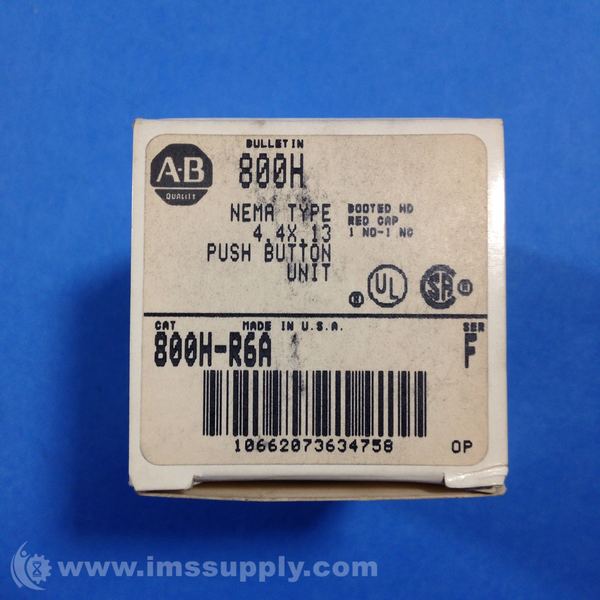 BULLETIN
A-B
QUALITY
800H
NEMA TYPE
4,4X,13
PUSH BUTTON
UNIT
BOOTED HD
RED CAP
1 NO-1 NC
UL
SA
CAT
MADE IN U.S.A.
SER
800H-R6A
F
10662073634758
OP
www.imssupply.com